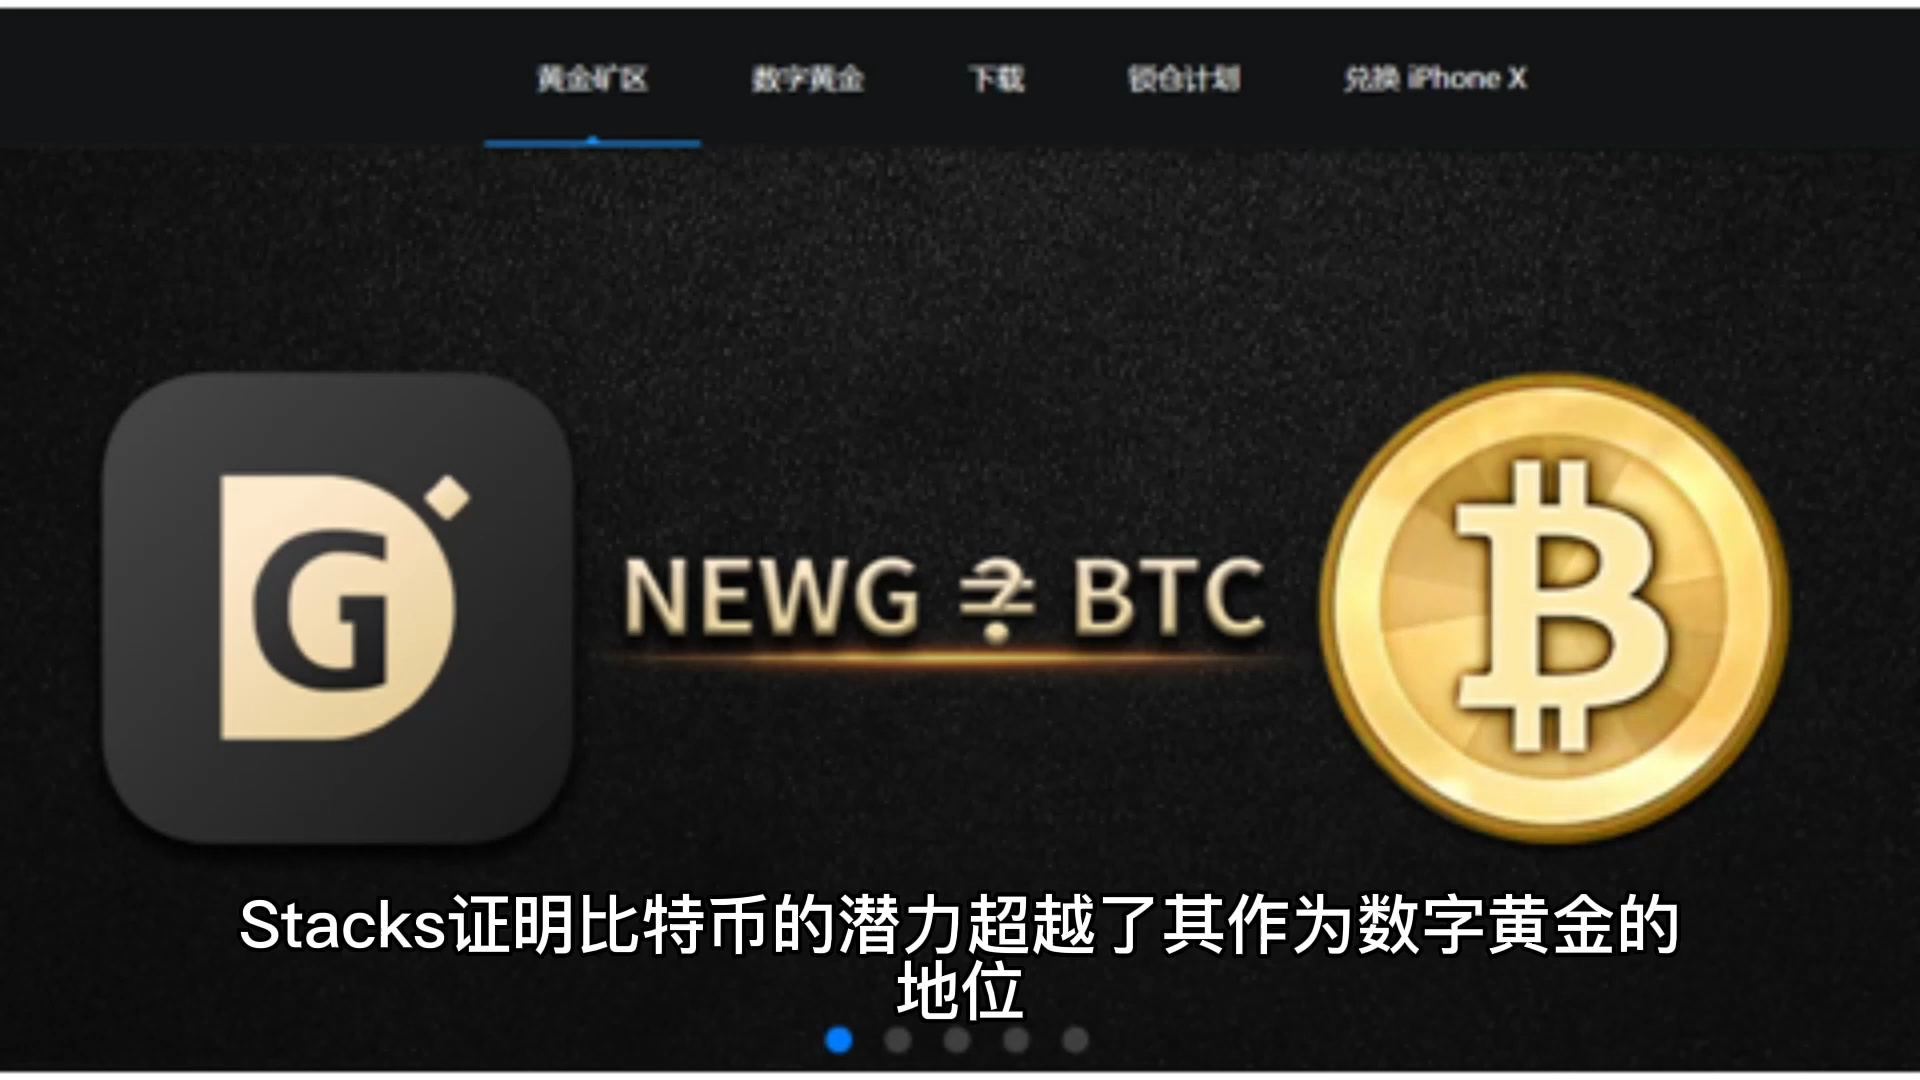 黄金矿区 数字黄金 下载 锁仓计划 兑换 iPhone X
DG
NEWG ≟ BTC
B
Stacks证明比特币的潜力超越了其作为数字黄金的
地位